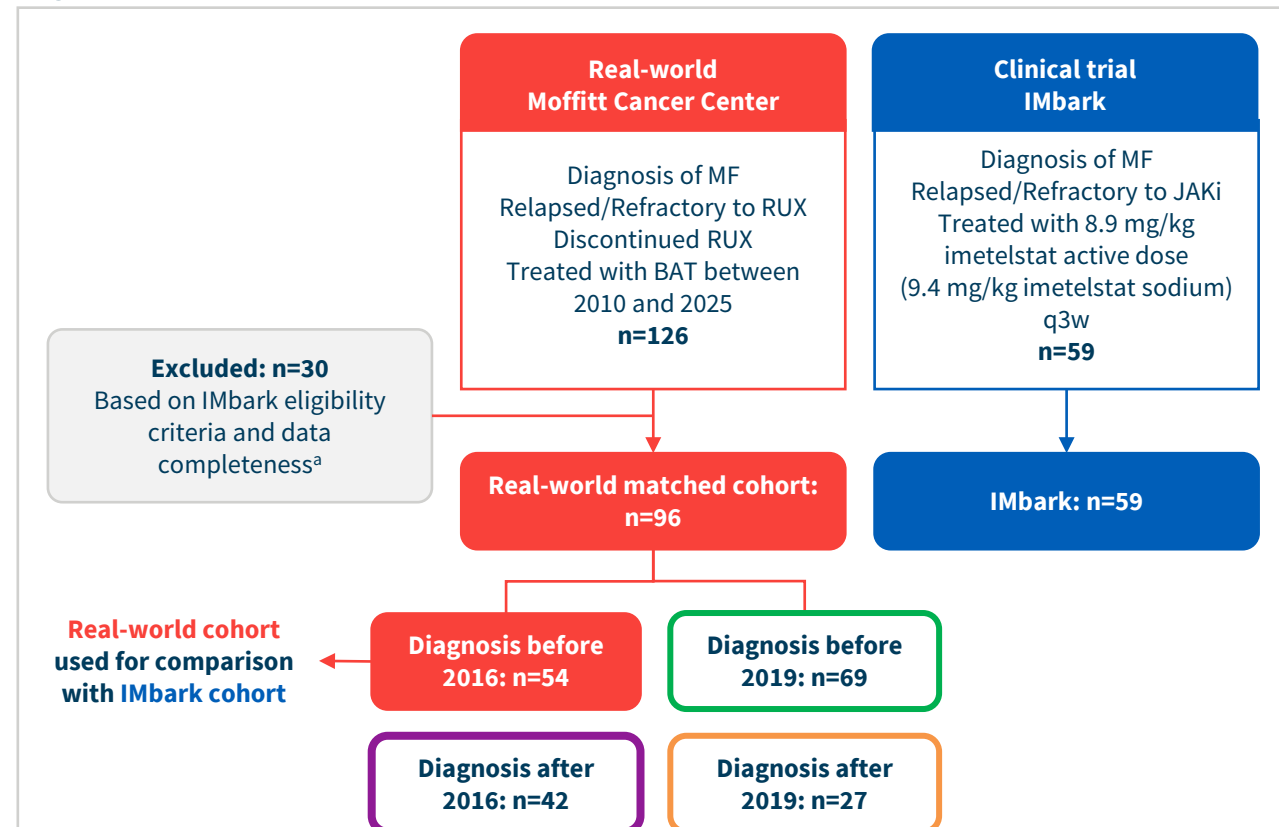 Real-world
Moffitt Cancer Center
Diagnosis of MF
Relapsed/Refractory to RUX
Discontinued RUX
Treated with BAT between
2010 and 2025
n=126
Clinical trial
IMbark
Diagnosis of MF
Relapsed/Refractory to JAKi
Treated with 8.9 mg/kg
imetelstat active dose
(9.4 mg/kg imetelstat sodium)
q3w
n=59
Excluded: n=30
Based on IMbark eligibility
criteria and data
completenessᵃ
Real-world matched cohort:
n=96
IMbark: n=59
Real-world cohort
used for comparison
with IMbark cohort
Diagnosis before
2016: n=54
Diagnosis before
2019: n=69
Diagnosis after
2016: n=42
Diagnosis after
2019: n=27